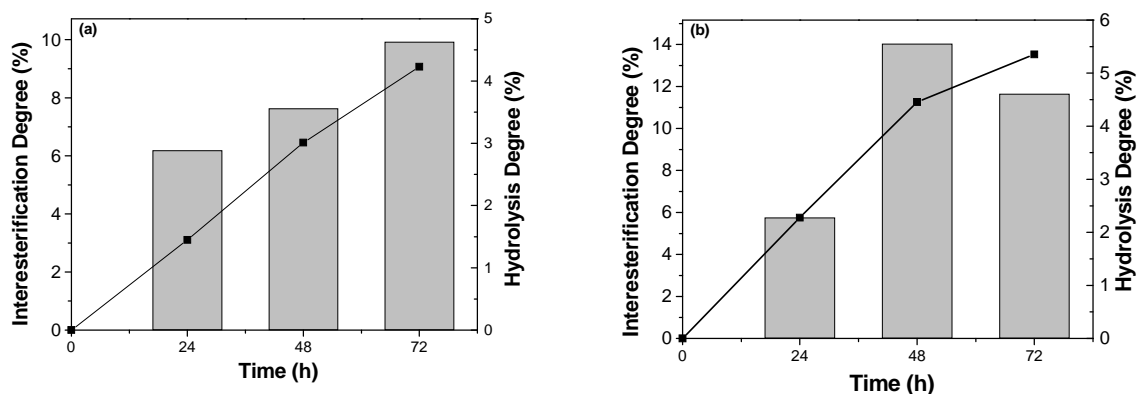 (a)
Interesterification Degree (%)
10
8
6
4
2
0
5
4
3
2
1
0
Hydrolysis Degree (%)
0 24 48 72
Time (h)
(b)
Interesterification Degree (%)
14
12
10
8
6
4
2
0
6
5
4
3
2
1
0
Hydrolysis Degree (%)
0 24 48 72
Time (h)